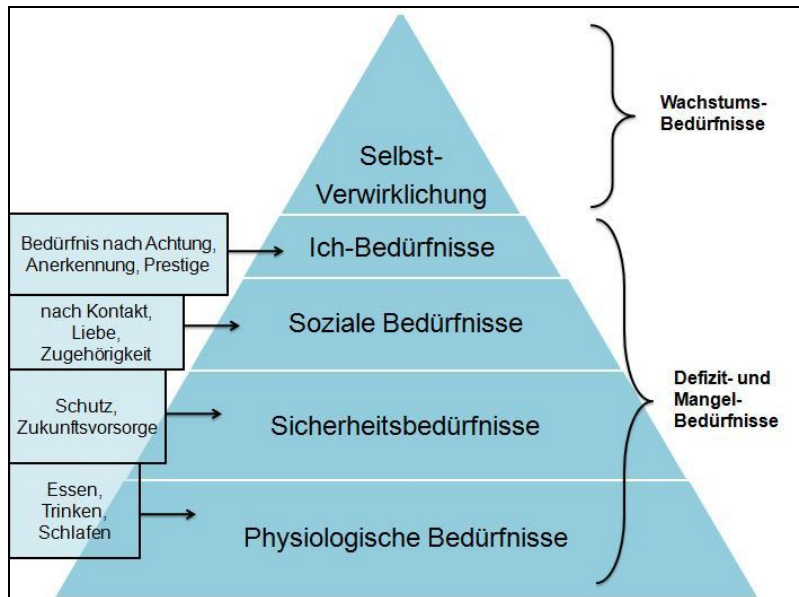 Wachstums-
Bedürfnisse
Selbst-
Verwirklichung
Bedürfnis nach Achtung,
Anerkennung, Prestige
Ich-Bedürfnisse
nach Kontakt,
Liebe,
Zugehörigkeit
Soziale Bedürfnisse
Defizit- und
Mangel-
Bedürfnisse
Schutz,
Zukunftsvorsorge
Sicherheitsbedürfnisse
Essen,
Trinken,
Schlafen
Physiologische Bedürfnisse